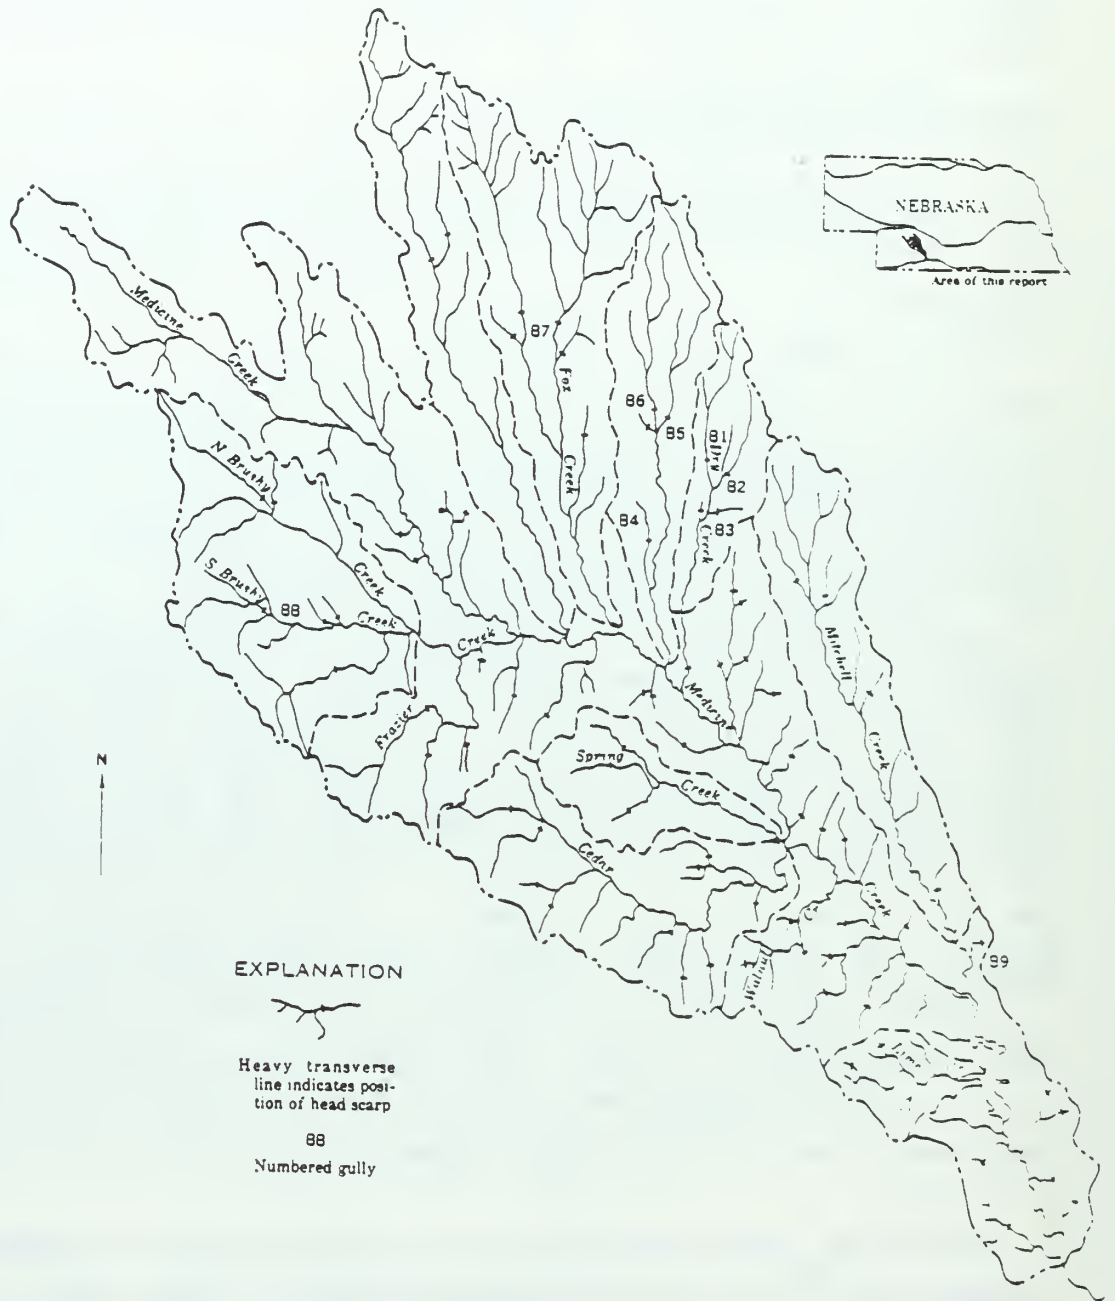 NEBRASKA
Area of this report
Medicine
Creek
N Brushy
Creek
S Brushy
Creek
88
Creek
Frazier
87
Fox
Creek
86
85
84
81
Dry
82
83
Creek
Mitchell
Creek
Medicine
Spring
Creek
Cedar
Creek
Walnut
Cr
89
N
EXPLANATION
Heavy transverse
line indicates posi-
tion of head scarp
88
Numbered gully